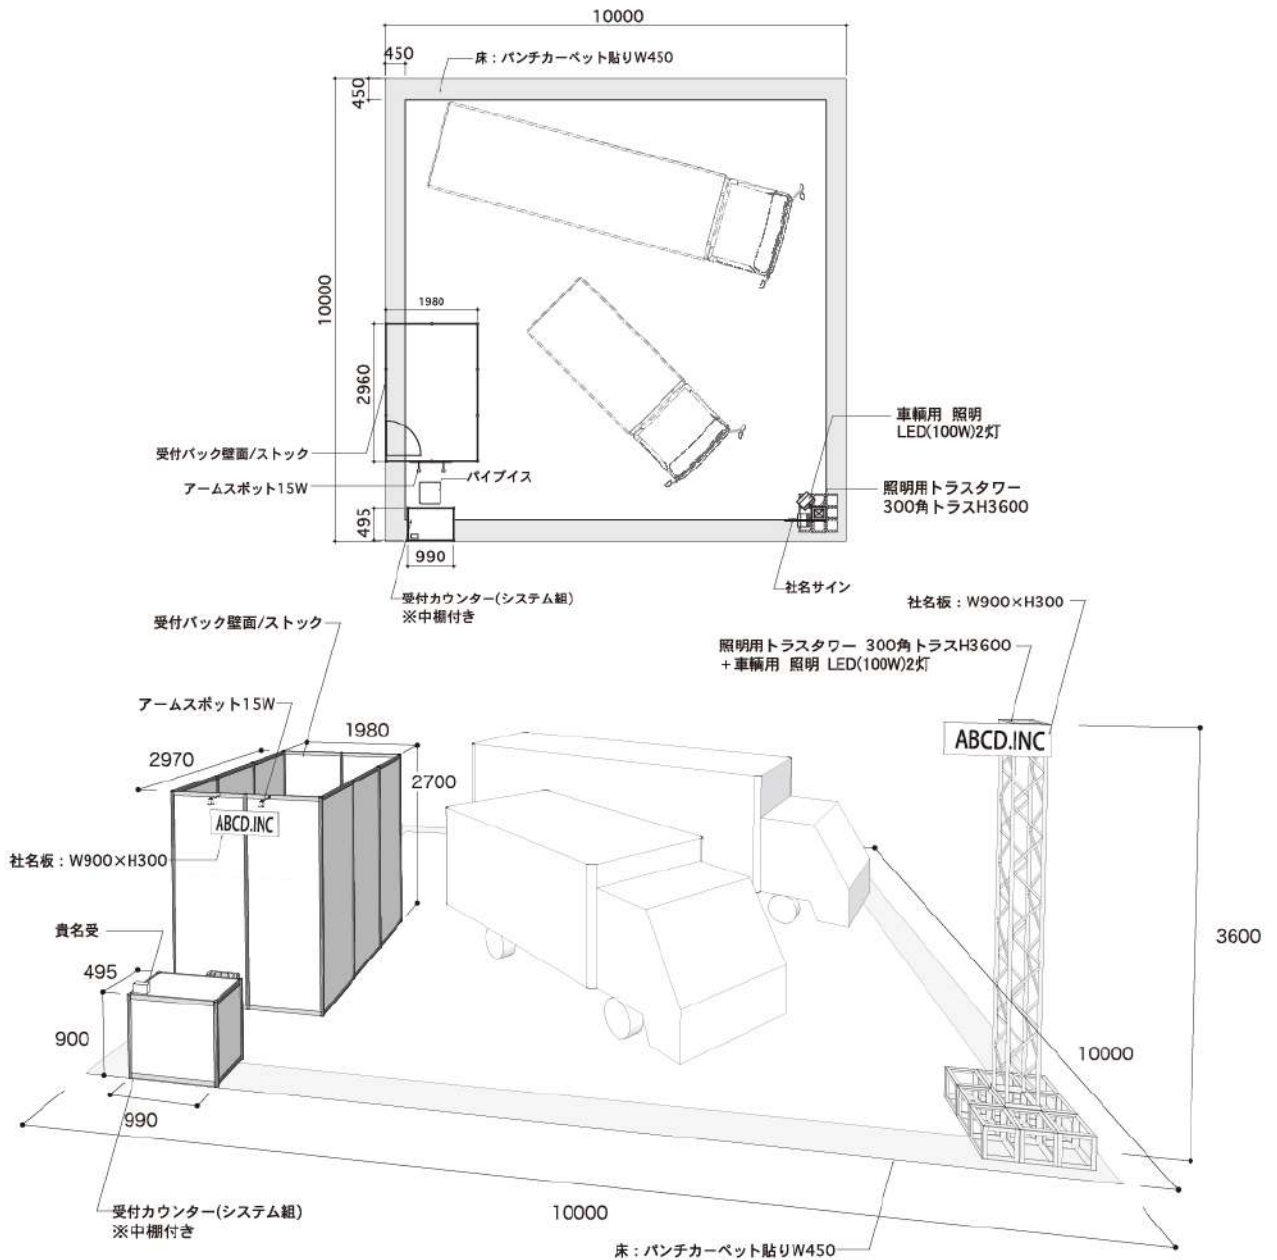 10000
450
床：パンチカーペット貼りW450
450
10000
1980
2960
車輌用 照明
LED(100W)2灯
受付バック壁面/ストック
パイプイス
アームスポット15W
照明用トラスタワー
300角トラスH3600
495
990
社名サイン
受付カウンター(システム組)
※中棚付き
社名板：W900×H300
受付バック壁面/ストック
照明用トラスタワー 300角トラスH3600
+車輌用 照明 LED(100W)2灯
アームスポット15W
1980
2970
ABCD.INC
2700
ABCD.INC
社名板：W900×H300
貴名受
3600
495
900
10000
990
受付カウンター(システム組)
※中棚付き
10000
床：パンチカーペット貼りW450